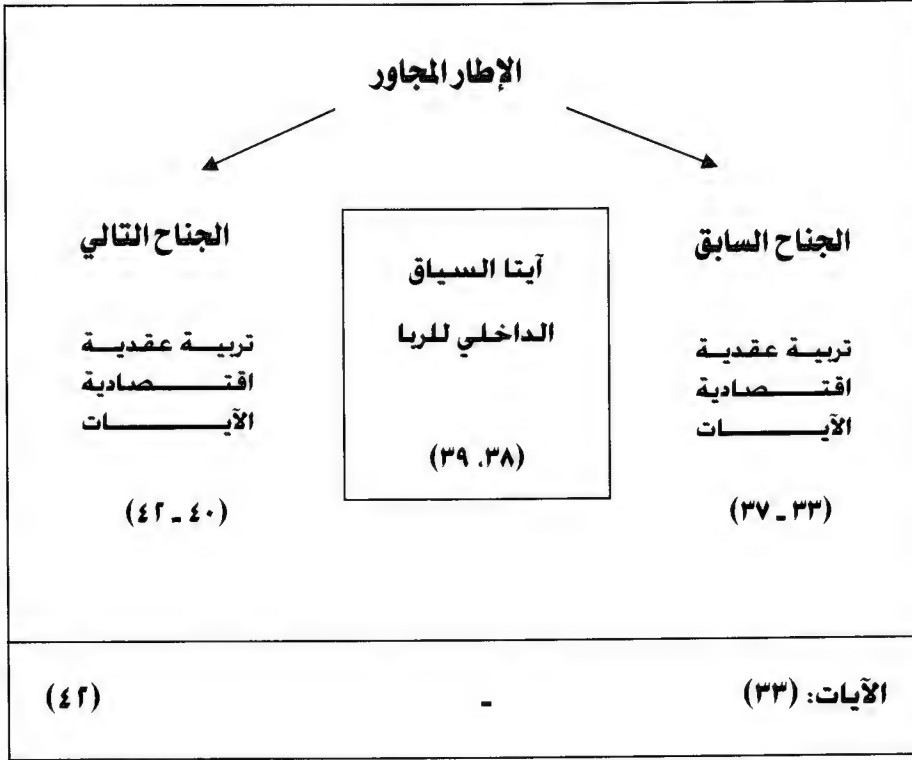 الإطار المجاور
الجناح السابق
تربية عقدية
اقتصادية
الآيات
(٣٣ - ٣٧)
آيتا السياق
الداخلي للربا
(٣٨، ٣٩)
الجناح التالي
تربية عقدية
اقتصادية
الآيات
(٤٠ - ٤٢)
الآيات: (٣٣) - (٤٢)